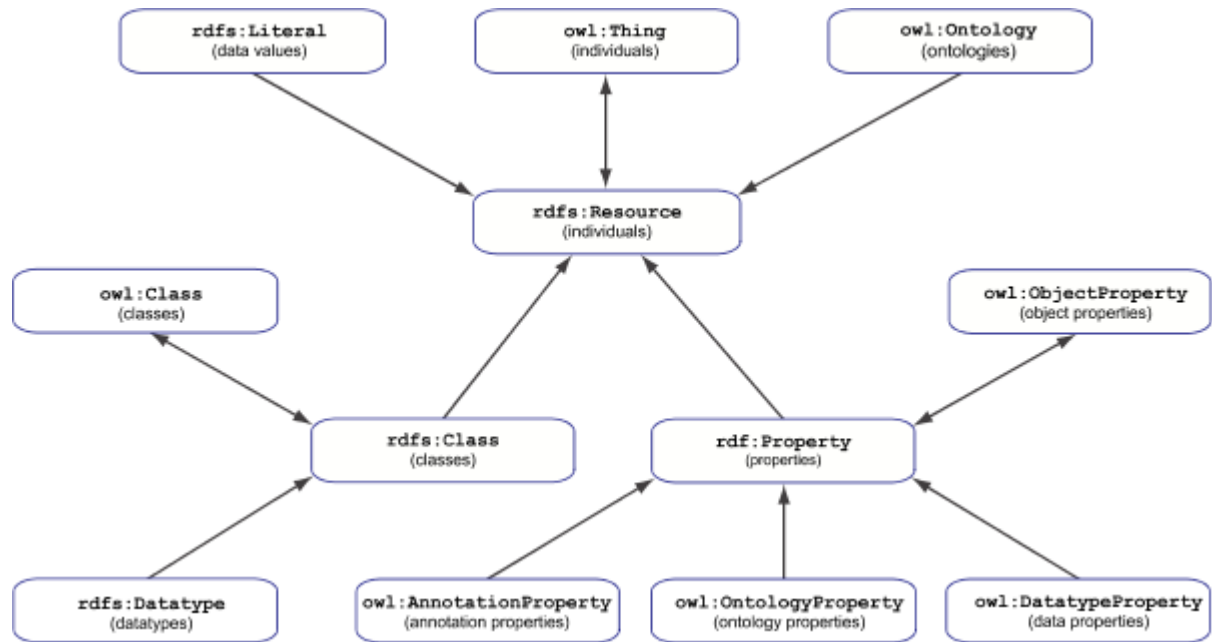 rdfs:Literal
(data values)
owl:Thing
(individuals)
owl:Ontology
(ontologies)
rdfs:Resource
(individuals)
owl:Class
(classes)
owl:ObjectProperty
(object properties)
rdfs:Class
(classes)
rdf:Property
(properties)
rdfs:Datatype
(datatypes)
owl:AnnotationProperty
(annotation properties)
owl:OntologyProperty
(ontology properties)
owl:DatatypeProperty
(data properties)